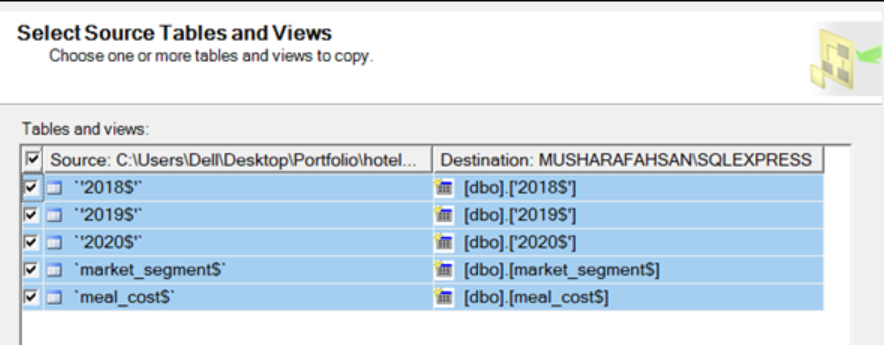 Select Source Tables and Views
Choose one or more tables and views to copy.
Tables and views:
Source: C:\Users\Dell\Desktop\Portfolio\hotel... Destination: MUSHARAFAHSAN\SQLEXPRESS
`'2018$'` [dbo].['2018$']
`'2019$'` [dbo].['2019$']
`'2020$'` [dbo].['2020$']
`market_segment$` [dbo].[market_segment$]
`meal_cost$` [dbo].[meal_cost$]